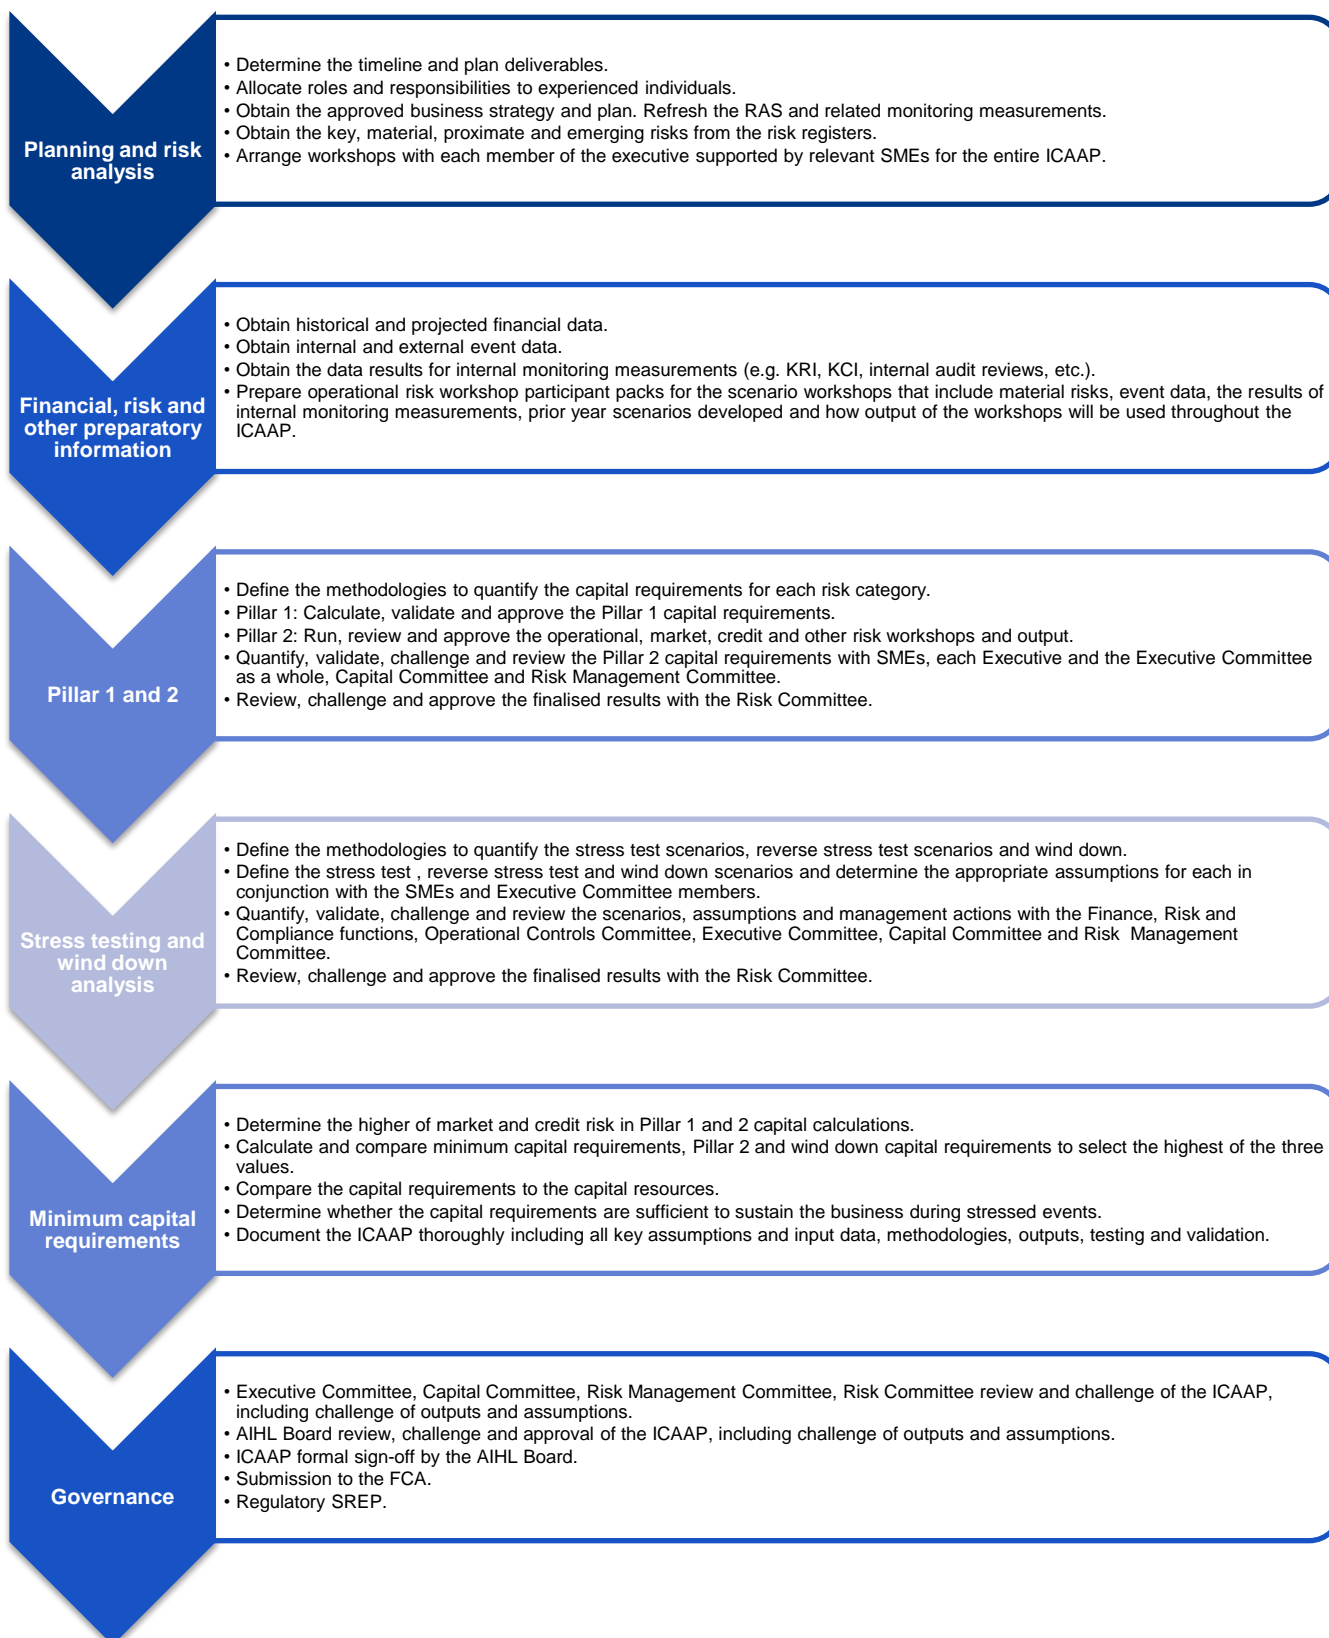 Planning and risk
analysis
• Determine the timeline and plan deliverables.
• Allocate roles and responsibilities to experienced individuals.
• Obtain the approved business strategy and plan. Refresh the RAS and related monitoring measurements.
• Obtain the key, material, proximate and emerging risks from the risk registers.
• Arrange workshops with each member of the executive supported by relevant SMEs for the entire ICAAP.
Financial, risk and
other preparatory
information
• Obtain historical and projected financial data.
• Obtain internal and external event data.
• Obtain the data results for internal monitoring measurements (e.g. KRI, KCI, internal audit reviews, etc.).
• Prepare operational risk workshop participant packs for the scenario workshops that include material risks, event data, the results of
internal monitoring measurements, prior year scenarios developed and how output of the workshops will be used throughout the
ICAAP.
Pillar 1 and 2
• Define the methodologies to quantify the capital requirements for each risk category.
• Pillar 1: Calculate, validate and approve the Pillar 1 capital requirements.
• Pillar 2: Run, review and approve the operational, market, credit and other risk workshops and output.
• Quantify, validate, challenge and review the Pillar 2 capital requirements with SMEs, each Executive and the Executive Committee
as a whole, Capital Committee and Risk Management Committee.
• Review, challenge and approve the finalised results with the Risk Committee.
Stress testing and
wind down
analysis
• Define the methodologies to quantify the stress test scenarios, reverse stress test scenarios and wind down.
• Define the stress test , reverse stress test and wind down scenarios and determine the appropriate assumptions for each in
conjunction with the SMEs and Executive Committee members.
• Quantify, validate, challenge and review the scenarios, assumptions and management actions with the Finance, Risk and
Compliance functions, Operational Controls Committee, Executive Committee, Capital Committee and Risk Management
Committee.
• Review, challenge and approve the finalised results with the Risk Committee.
Minimum capital
requirements
• Determine the higher of market and credit risk in Pillar 1 and 2 capital calculations.
• Calculate and compare minimum capital requirements, Pillar 2 and wind down capital requirements to select the highest of the three
values.
• Compare the capital requirements to the capital resources.
• Determine whether the capital requirements are sufficient to sustain the business during stressed events.
• Document the ICAAP thoroughly including all key assumptions and input data, methodologies, outputs, testing and validation.
Governance
• Executive Committee, Capital Committee, Risk Management Committee, Risk Committee review and challenge of the ICAAP,
including challenge of outputs and assumptions.
• AIHL Board review, challenge and approval of the ICAAP, including challenge of outputs and assumptions.
• ICAAP formal sign-off by the AIHL Board.
• Submission to the FCA.
• Regulatory SREP.